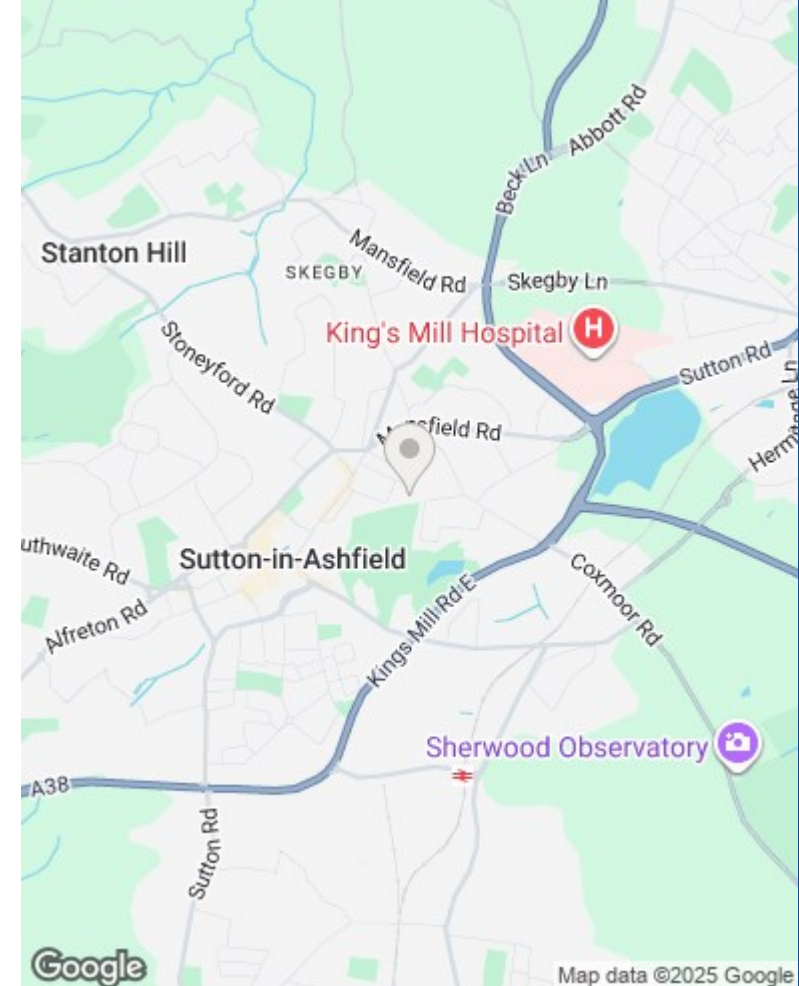 Abbott Rd
Beck Ln
Stanton Hill
Mansfield Rd
SKEGBY
Skegby Ln
King's Mill Hospital
H
Stoneyford Rd
Sutton Rd
Mansfield Rd
Hermitage Ln
uthwaite Rd
Sutton-in-Ashfield
Alfreton Rd
Coxmoor Rd
Kings Mill Rd E
Sherwood Observatory
A38
Sutton Rd
Google
Map data ©2025 Google